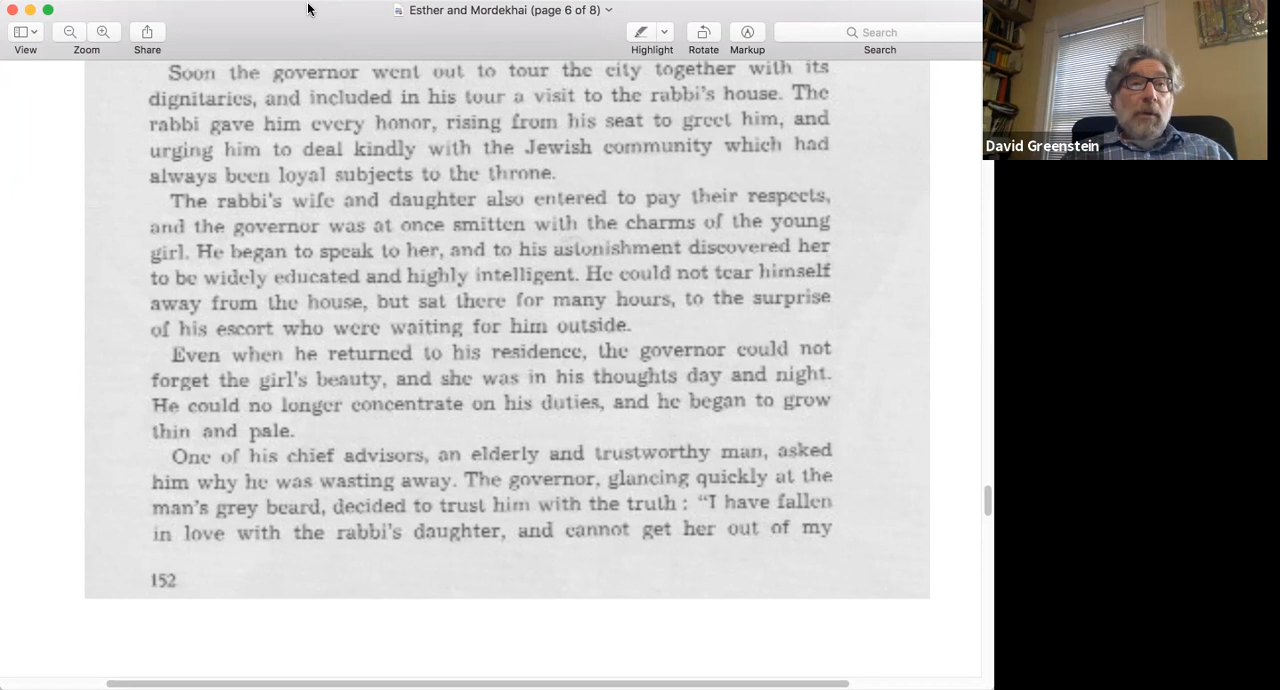 Esther and Mordekhai (page 6 of 8)
View
Zoom
Share
Highlight
Rotate
Markup
Search
Search
Soon the governor went out to tour the city together with its
dignitaries, and included in his tour a visit to the rabbi's house. The
rabbi gave him every honor, rising from his seat to greet him, and
urging him to deal kindly with the Jewish community which had
always been loyal subjects to the throne.
The rabbi's wife and daughter also entered to pay their respects,
and the governor was at once smitten with the charms of the young
girl. He began to speak to her, and to his astonishment discovered her
to be widely educated and highly intelligent. He could not tear himself
away from the house, but sat there for many hours, to the surprise
of his escort who were waiting for him outside.
Even when he returned to his residence, the governor could not
forget the girl's beauty, and she was in his thoughts day and night.
He could no longer concentrate on his duties, and he began to grow
thin and pale.
One of his chief advisors, an elderly and trustworthy man, asked
him why he was wasting away. The governor, glancing quickly at the
man's grey beard, decided to trust him with the truth : "I have fallen
in love with the rabbi's daughter, and cannot get her out of my
152
David Greenstein